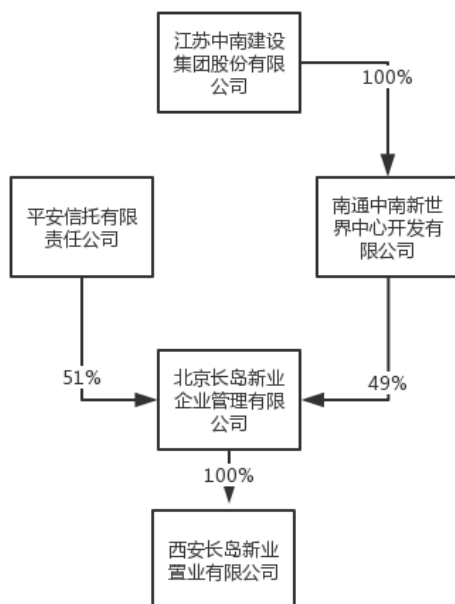 江苏中南建设
集团股份有限
公司
100%
平安信托有限
责任公司
南通中南新世
界中心开发有
限公司
51%
49%
北京长岛新业
企业管理有限
公司
100%
西安长岛新业
置业有限公司